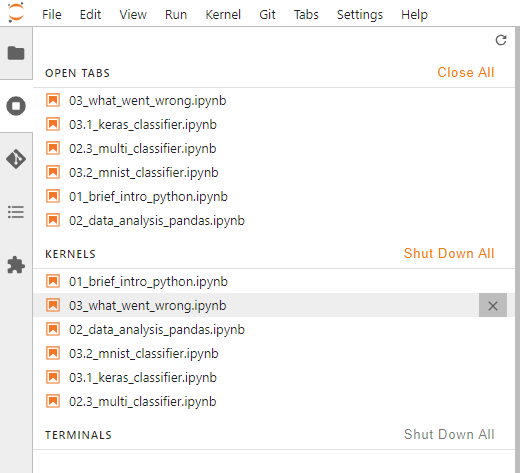 File Edit View Run Kernel Git Tabs Settings Help
OPEN TABS Close All
03_what_went_wrong.ipynb
03.1_keras_classifier.ipynb
02.3_multi_classifier.ipynb
03.2_mnist_classifier.ipynb
01_brief_intro_python.ipynb
02_data_analysis_pandas.ipynb
KERNELS Shut Down All
01_brief_intro_python.ipynb
03_what_went_wrong.ipynb
02_data_analysis_pandas.ipynb
03.2_mnist_classifier.ipynb
03.1_keras_classifier.ipynb
02.3_multi_classifier.ipynb
TERMINALS Shut Down All